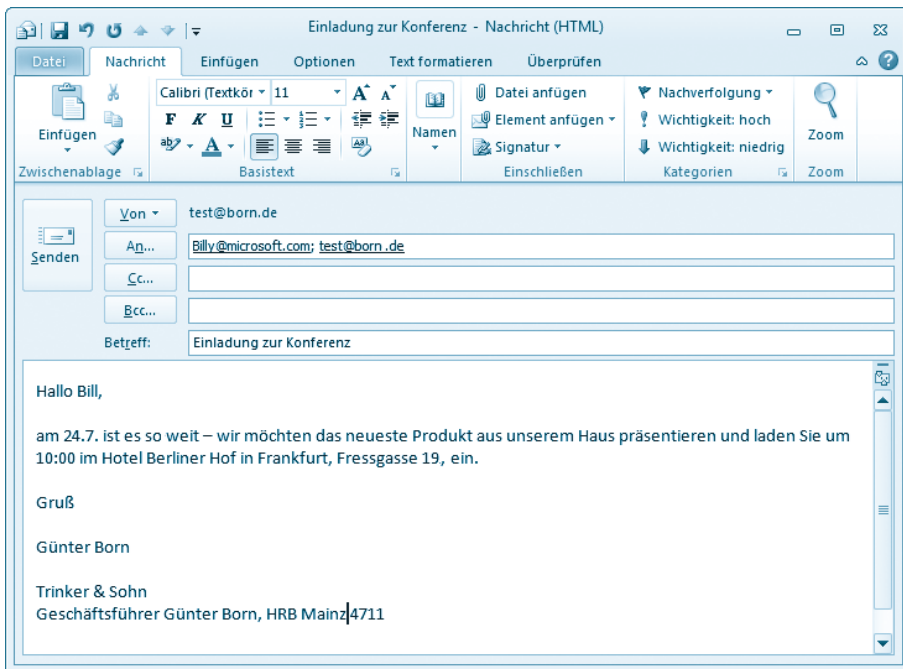 Einladung zur Konferenz - Nachricht (HTML)
Datei Nachricht Einfügen Optionen Text formatieren Überprüfen
Einfügen
Zwischenablage
Calibri (Textkör 11
F K U
Basistext
Namen
Datei anfügen
Element anfügen
Signatur
Einschließen
Nachverfolgung
Wichtigkeit: hoch
Wichtigkeit: niedrig
Kategorien
Zoom
Zoom
Senden
Von test@born.de
An... Billy@microsoft.com; test@born .de
Cc...
Bcc...
Betreff: Einladung zur Konferenz
Hallo Bill,
am 24.7. ist es so weit – wir möchten das neueste Produkt aus unserem Haus präsentieren und laden Sie um
10:00 im Hotel Berliner Hof in Frankfurt, Fressgasse 19, ein.
Gruß
Günter Born
Trinker & Sohn
Geschäftsführer Günter Born, HRB Mainz 4711